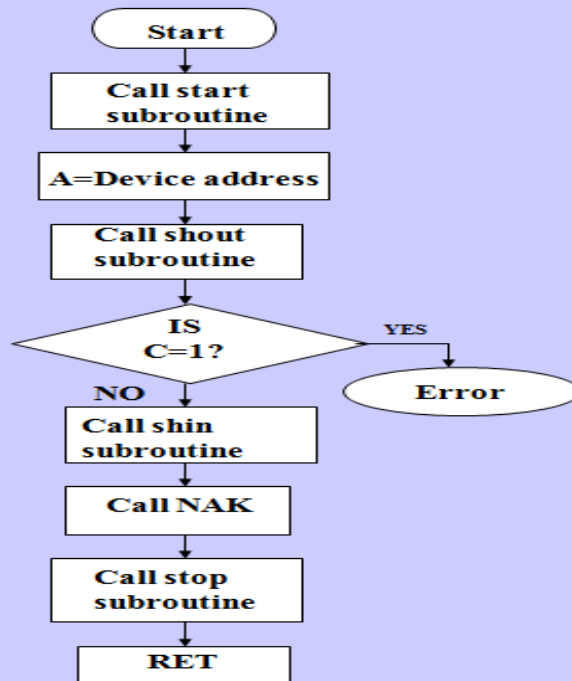 Start
Call start
subroutine
A=Device address
Call shout
subroutine
IS
C=1?
YES
Error
NO
Call shin
subroutine
Call NAK
Call stop
subroutine
RET